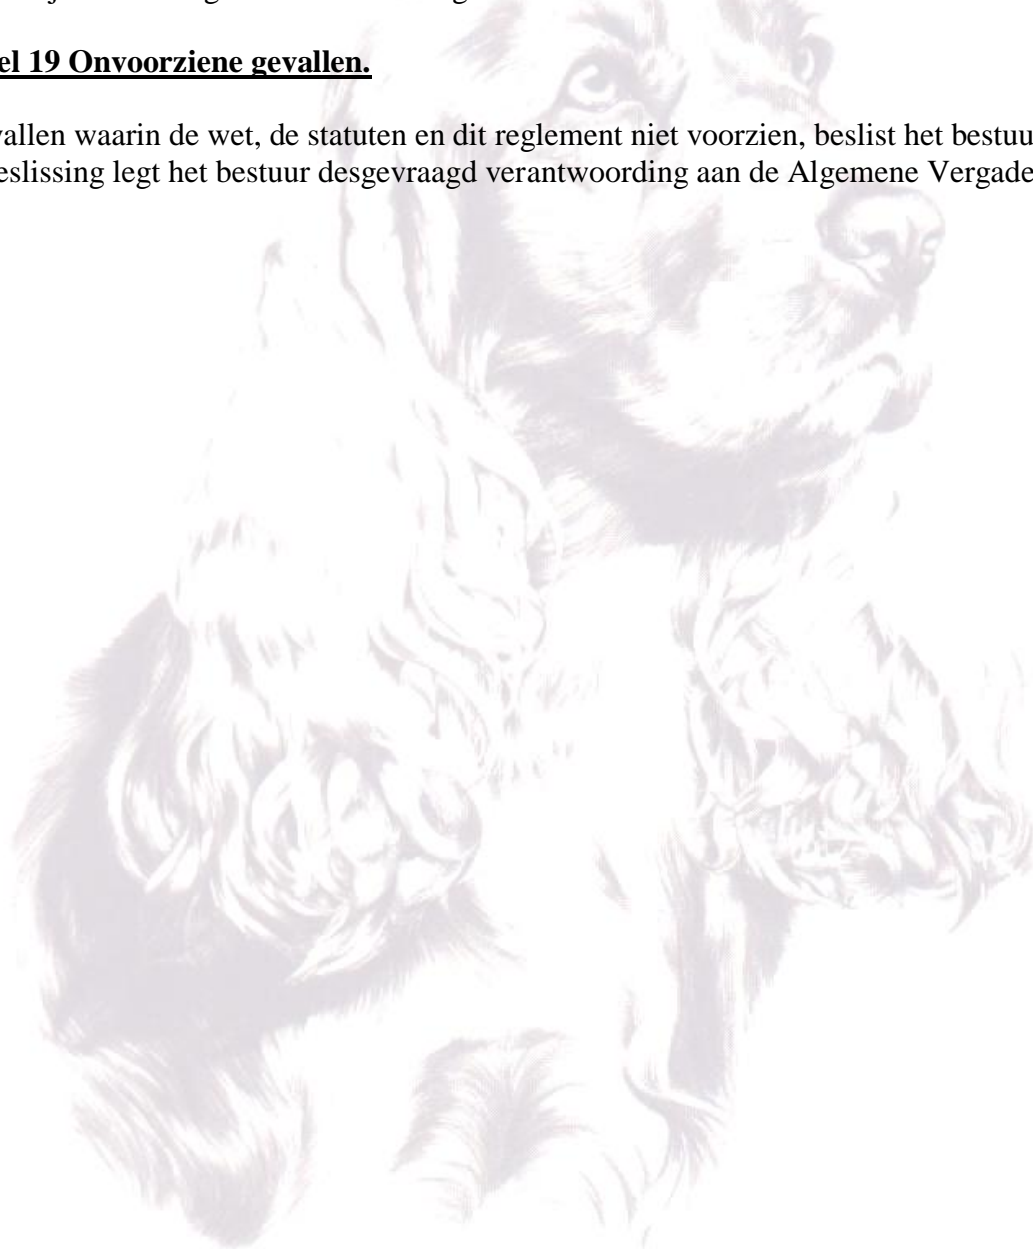 el 19 Onvoorziene gevallen.
vallen waarin de wet, de statuten en dit reglement niet voorzien, beslist het bestuu
eslissing legt het bestuur desgevraagd verantwoording aan de Algemene Vergade